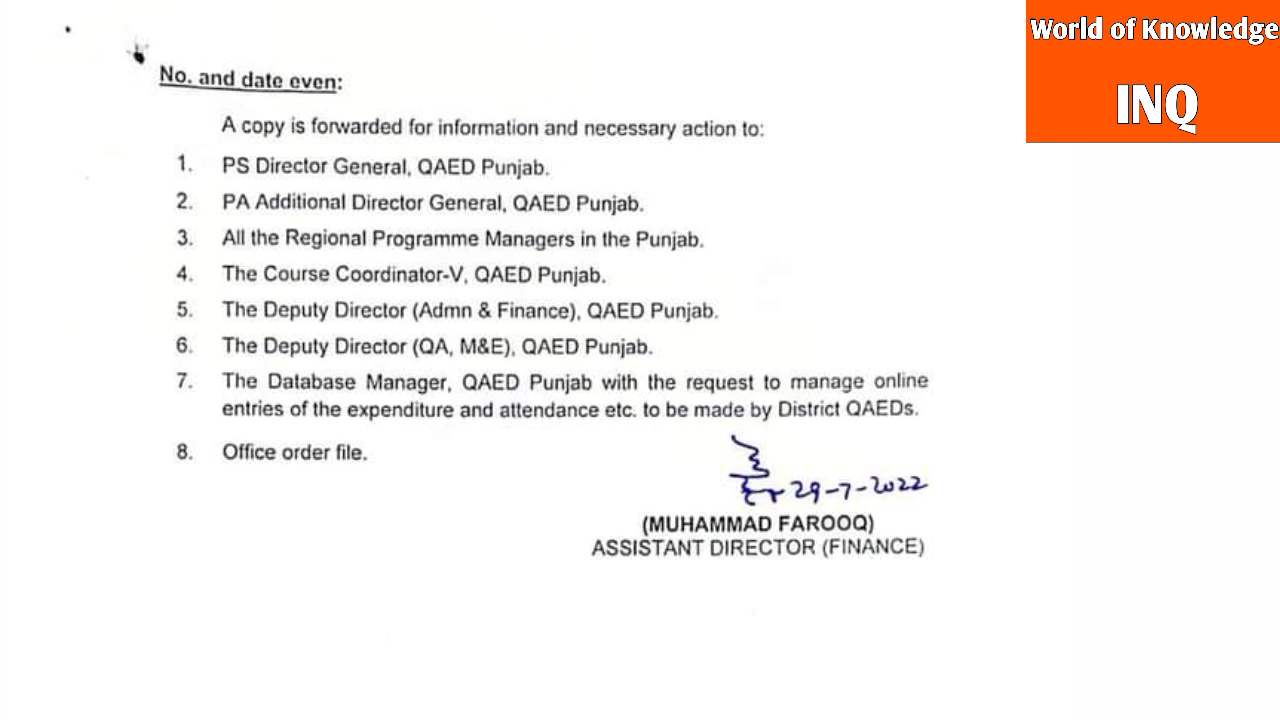 World of Knowledge
INQ
No. and date even:
A copy is forwarded for information and necessary action to:
1. PS Director General, QAED Punjab.
2. PA Additional Director General, QAED Punjab.
3. All the Regional Programme Managers in the Punjab.
4. The Course Coordinator-V, QAED Punjab.
5. The Deputy Director (Admn & Finance), QAED Punjab.
6. The Deputy Director (QA, M&E), QAED Punjab.
7. The Database Manager, QAED Punjab with the request to manage online
entries of the expenditure and attendance etc. to be made by District QAEDs.
8. Office order file.
29-7-2022
(MUHAMMAD FAROOQ)
ASSISTANT DIRECTOR (FINANCE)